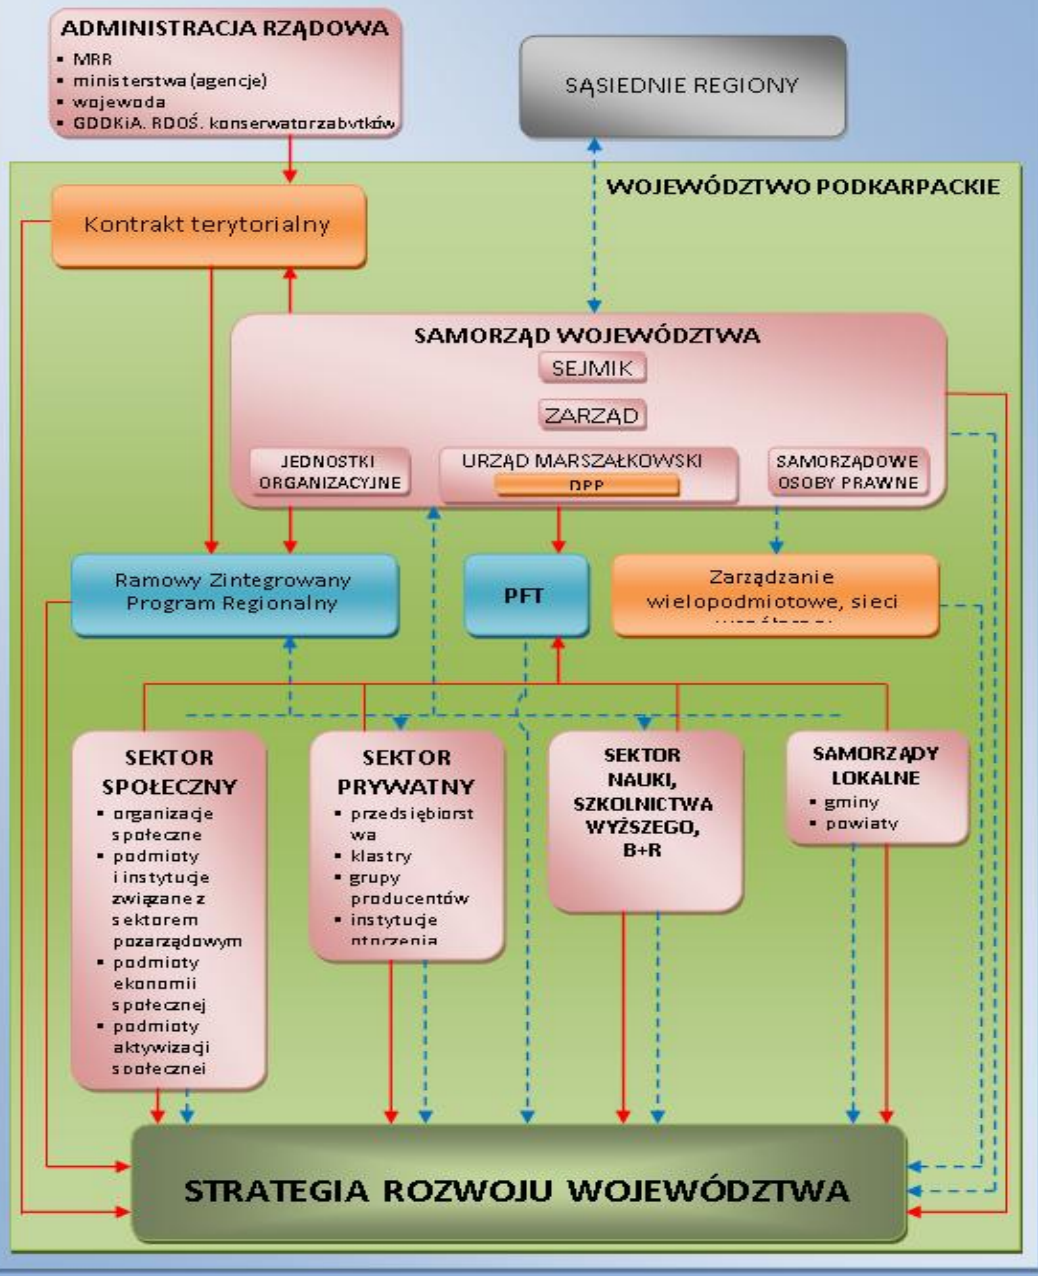 ADMINISTRACJA RZĄDOWA
▪ MRR
▪ ministerstwa (agencje)
▪ wojewoda
▪ GDDKiA, RDOŚ, konserwator zabytków
SĄSIEDNIE REGIONY
WOJEWÓDZTWO PODKARPACKIE
Kontrakt terytorialny
SAMORZĄD WOJEWÓDZTWA
SEJMIK
ZARZĄD
JEDNOSTKI
ORGANIZACYJNE
URZĄD MARSZAŁKOWSKI
DPP
SAMORZĄDOWE
OSOBY PRAWNE
Ramowy Zintegrowany
Program Regionalny
PFT
Zarządzanie
wielopodmiotowe, sieci
SEKTOR
SPOŁECZNY
▪ organizacje
społeczne
▪ podmioty
i instytucje
związane z
sektorem
pozarządowym
▪ podmioty
ekonomii
społecznej
▪ podmioty
aktywizacji
społecznej
SEKTOR
PRYWATNY
▪ przedsiębiorst
wa
▪ klastry
▪ grupy
producentów
▪ instytucje
otoczenia
SEKTOR
NAUKI,
SZKOLNICTWA
WYŻSZEGO,
B+R
SAMORZĄDY
LOKALNE
▪ gminy
▪ powiaty
STRATEGIA ROZWOJU WOJEWÓDZTWA